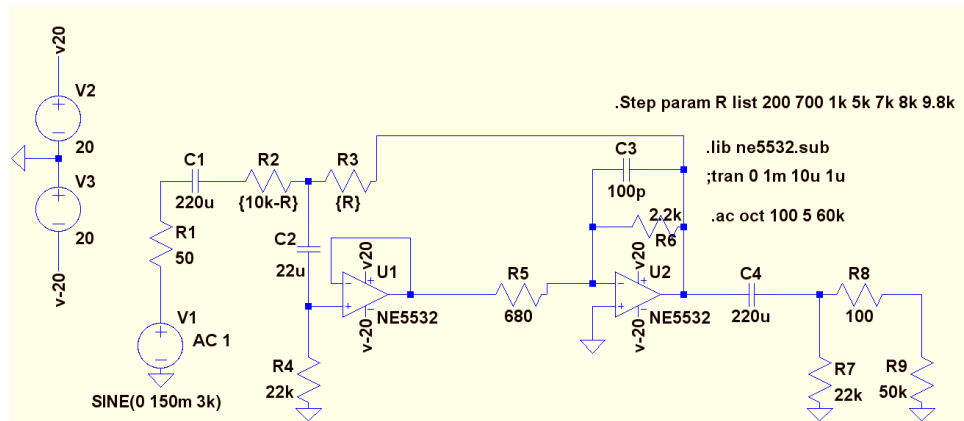 v20
V2
20
V3
20
v-20
C1
220u
R2
{10k-R}
R3
{R}
R1
50
V1
AC 1
SINE(0 150m 3k)
C2
22u
R4
22k
v20
U1
NE5532
v-20
R5
680
C3
100p
2.2k
R6
v20
U2
NE5532
v-20
C4
220u
R8
100
R7
22k
R9
50k
.Step param R list 200 700 1k 5k 7k 8k 9.8k
.lib ne5532.sub
;tran 0 1m 10u 1u
.ac oct 100 5 60k